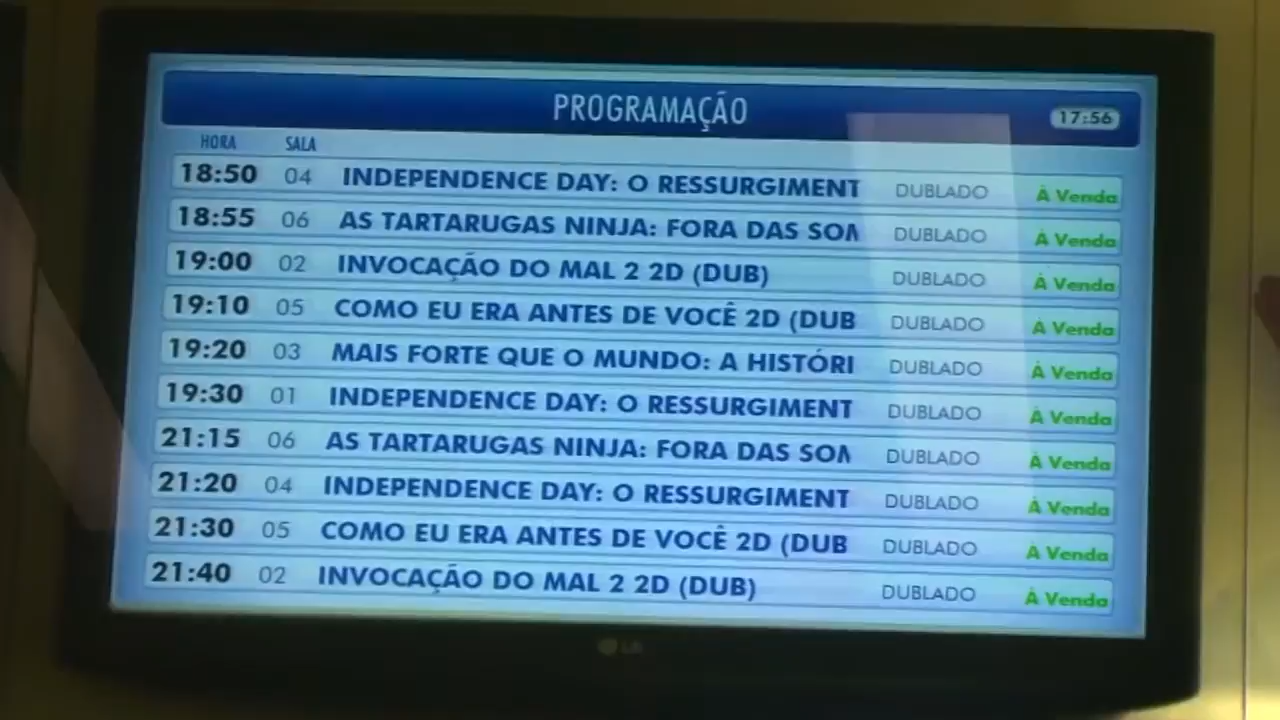 PROGRAMAÇÃO 17:56
HORA SALA
18:50 04 INDEPENDENCE DAY: O RESSURGIMENT DUBLADO À Venda
18:55 06 AS TARTARUGAS NINJA: FORA DAS SOM DUBLADO À Venda
19:00 02 INVOCAÇÃO DO MAL 2 2D (DUB) DUBLADO À Venda
19:10 05 COMO EU ERA ANTES DE VOCÊ 2D (DUB DUBLADO À Venda
19:20 03 MAIS FORTE QUE O MUNDO: A HISTÓRI DUBLADO À Venda
19:30 01 INDEPENDENCE DAY: O RESSURGIMENT DUBLADO À Venda
21:15 06 AS TARTARUGAS NINJA: FORA DAS SOM DUBLADO À Venda
21:20 04 INDEPENDENCE DAY: O RESSURGIMENT DUBLADO À Venda
21:30 05 COMO EU ERA ANTES DE VOCÊ 2D (DUB DUBLADO À Venda
21:40 02 INVOCAÇÃO DO MAL 2 2D (DUB) DUBLADO À Venda
LG